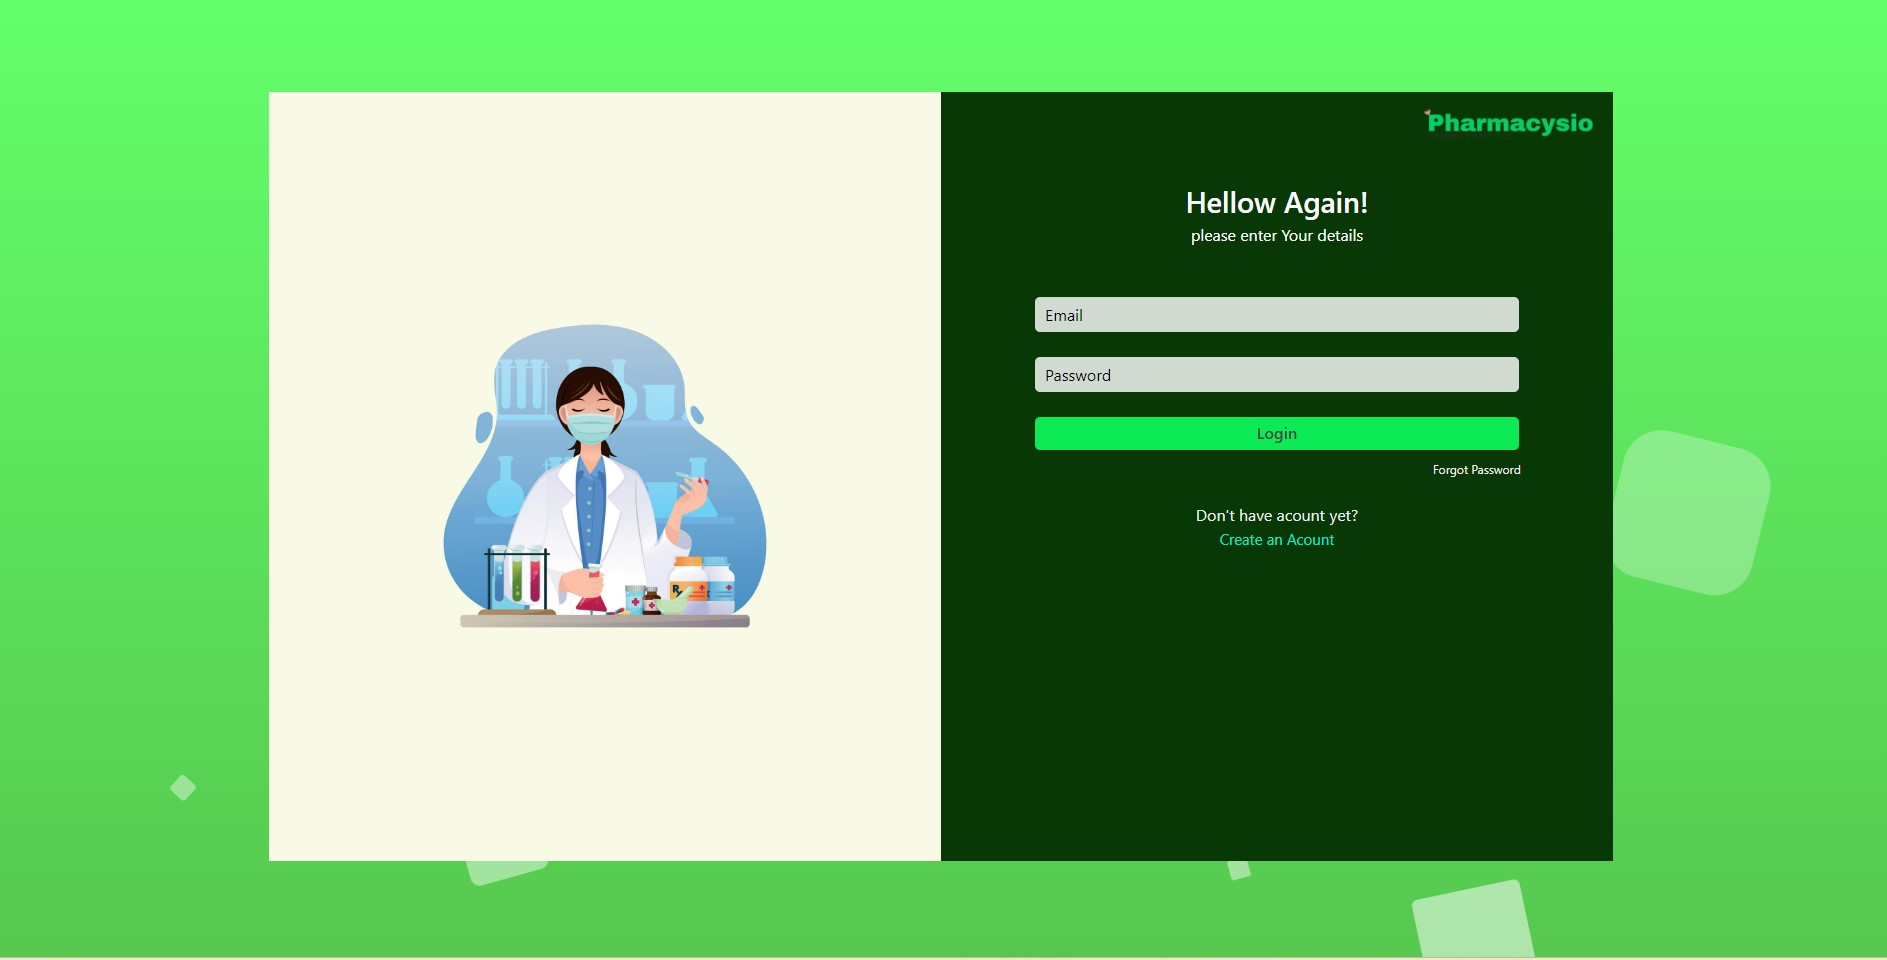 Pharmacysio
Hellow Again!
please enter Your details
Email
Password
Login
Forgot Password
Don't have acount yet?
Create an Acount